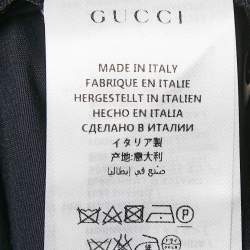 GUCCI
MADE IN ITALY
FABRIQUE EN ITALIE
HERGESTELLT IN ITALIEN
HECHO EN ITALIA
СДЕЛАНО В ИТАЛИИ
イタリア製
产地:意大利
صنع في إيطاليا
P